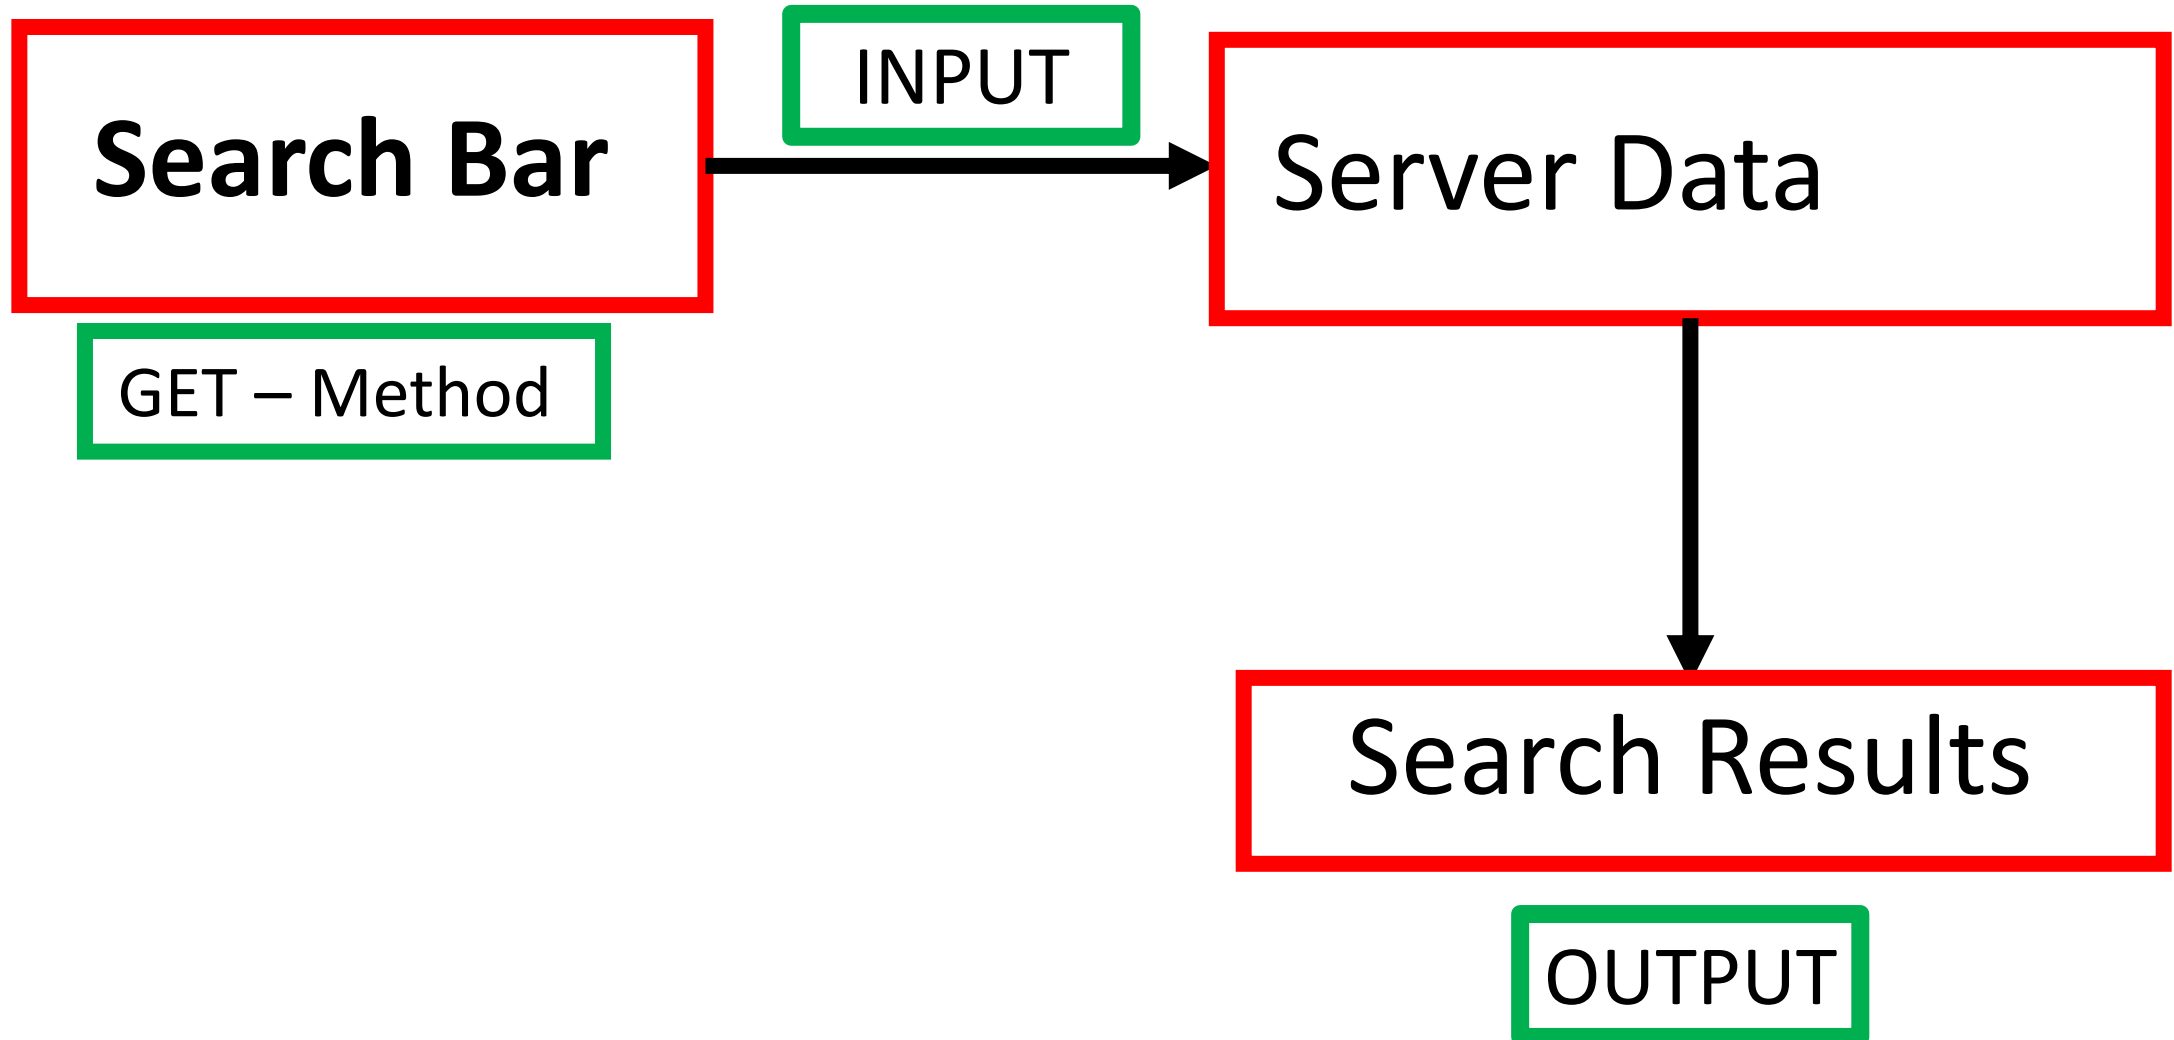 Search Bar
INPUT
Server Data
GET – Method
Search Results
OUTPUT